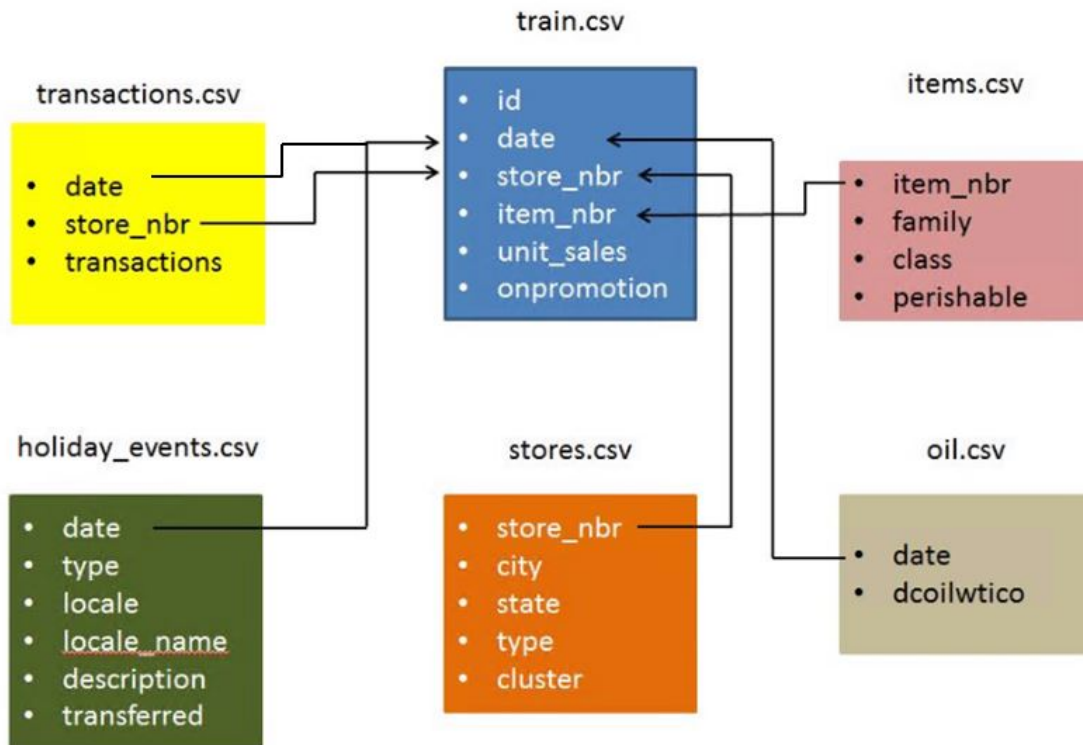 train.csv
• id
• date
• store_nbr
• item_nbr
• unit_sales
• onpromotion
transactions.csv
• date
• store_nbr
• transactions
items.csv
• item_nbr
• family
• class
• perishable
holiday_events.csv
• date
• type
• locale
• locale_name
• description
• transferred
stores.csv
• store_nbr
• city
• state
• type
• cluster
oil.csv
• date
• dcoilwtico